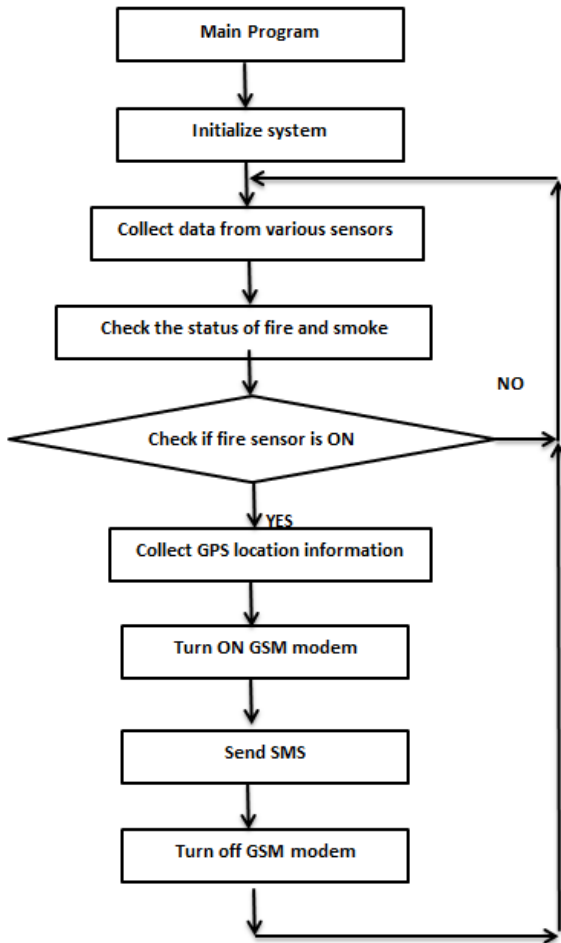 Main Program
Initialize system
Collect data from various sensors
Check the status of fire and smoke
NO
Check if fire sensor is ON
YES
Collect GPS location information
Turn ON GSM modem
Send SMS
Turn off GSM modem